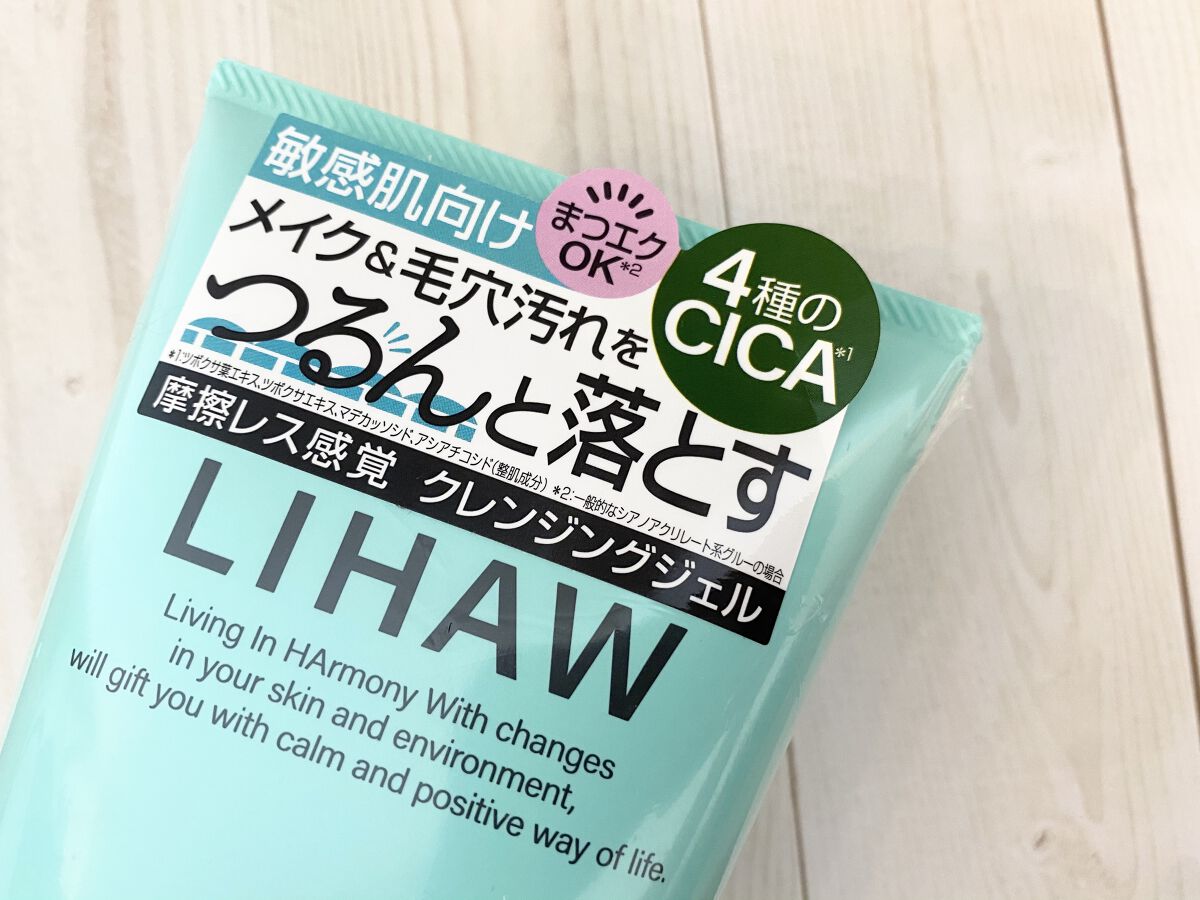 敏感肌向け
まつエク
OK*2
4種の
CICA*1
メイク&毛穴汚れを
つるんと落とす
*1:ツボクサ葉エキス、ツボクサエキス、マデカッソシド、アシアチコシド(整肌成分) *2:一般的なシアノアクリレート系グルーの場合
摩擦レス感覚 クレンジングジェル
LIHAW
Living In HArmony With changes
in your skin and environment,
will gift you with calm and positive way of life.